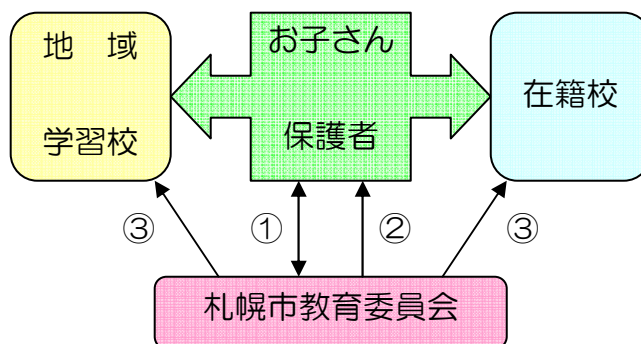 地　域
学習校
お子さん
保護者
在籍校
③
①
②
③
札幌市教育委員会